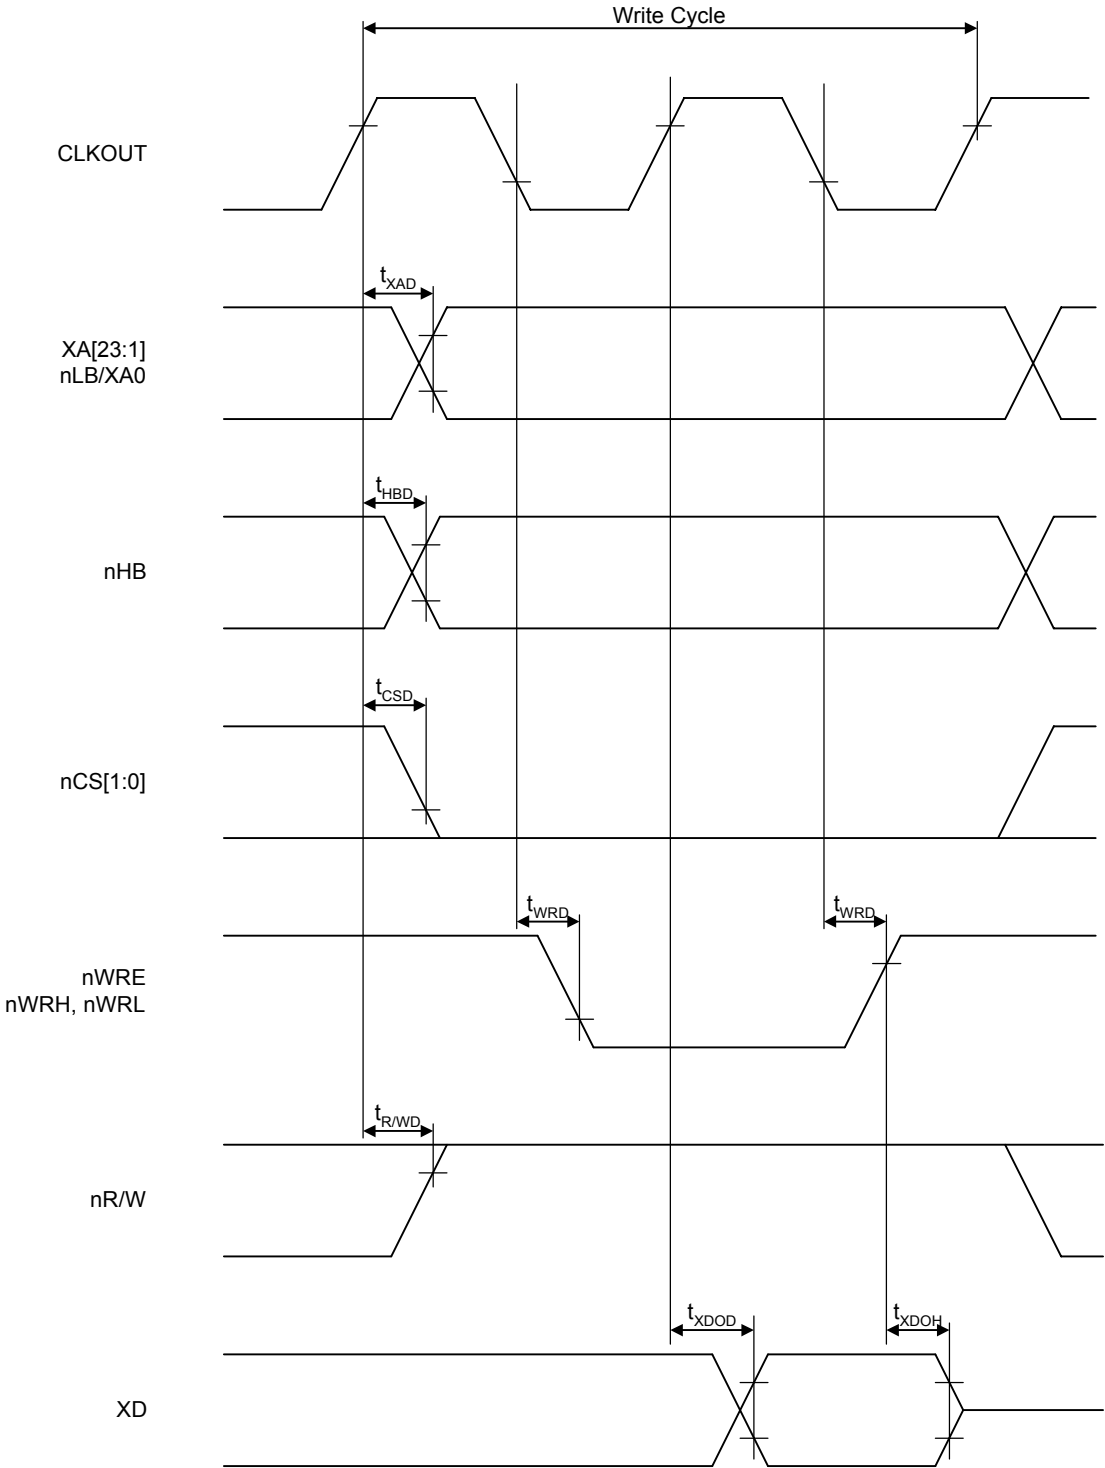 Write Cycle
CLKOUT
tXAD
XA[23:1]
nLB/XA0
tHBD
nHB
tCSD
nCS[1:0]
tWRD tWRD
nWRE
nWRH, nWRL
tR/WD
nR/W
tXDOD tXDOH
XD